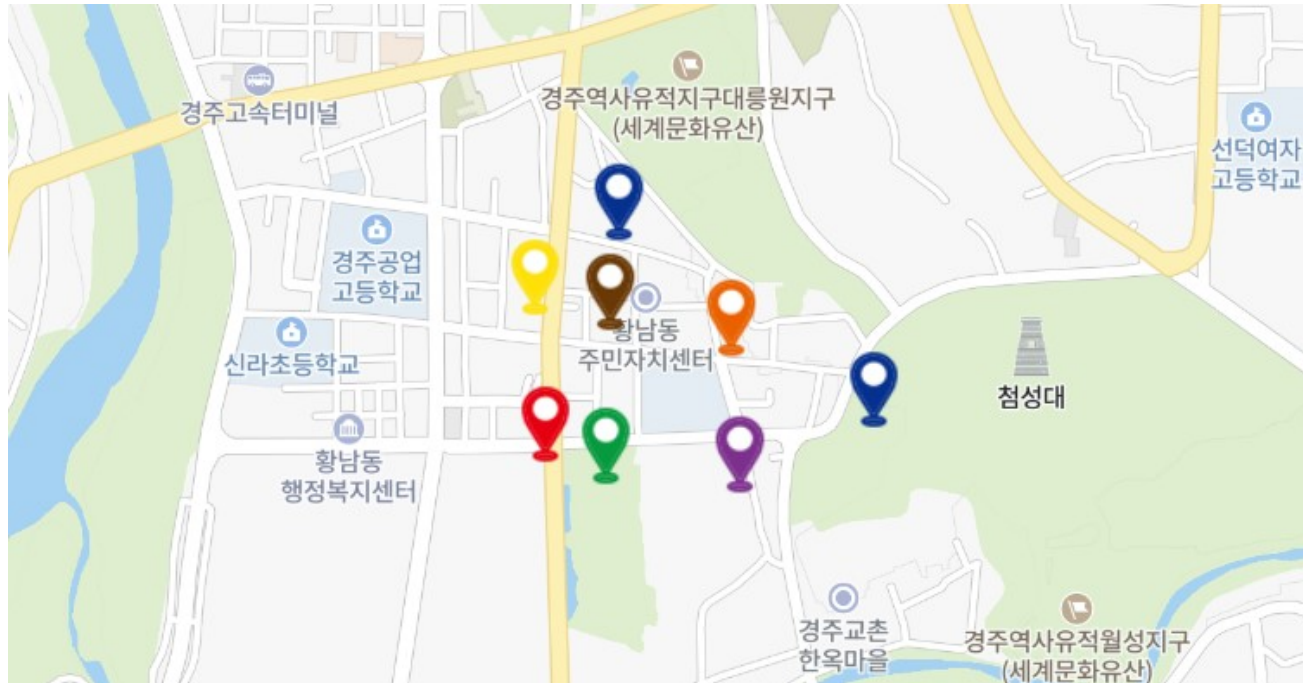 경주역사유적지구대릉원지구
(세계문화유산)
경주고속터미널
선덕여자
고등학교
경주공업
고등학교
황남동
주민자치센터
신라초등학교
첨성대
황남동
행정복지센터
경주교촌
한옥마을
경주역사유적월성지구
(세계문화유산)